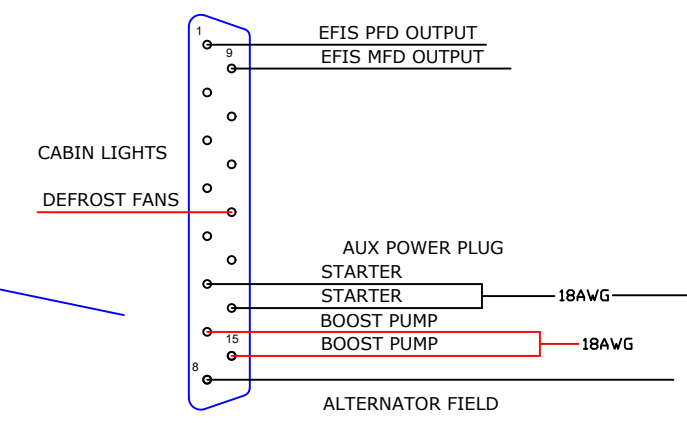 1
EFIS PFD OUTPUT
9
EFIS MFD OUTPUT
CABIN LIGHTS
DEFROST FANS
AUX POWER PLUG
STARTER
STARTER
18AWG
BOOST PUMP
15
BOOST PUMP
18AWG
8
ALTERNATOR FIELD